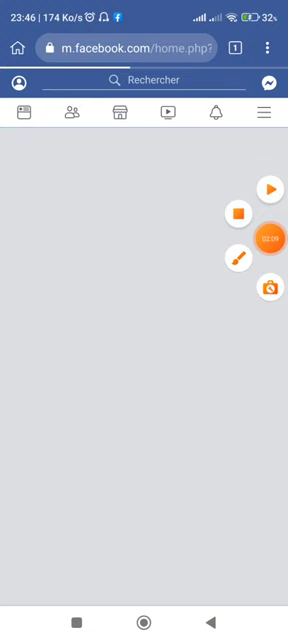 23:46 | 174 Ko/s 32%
m.facebook.com/home.php?
1
Rechercher
02:09